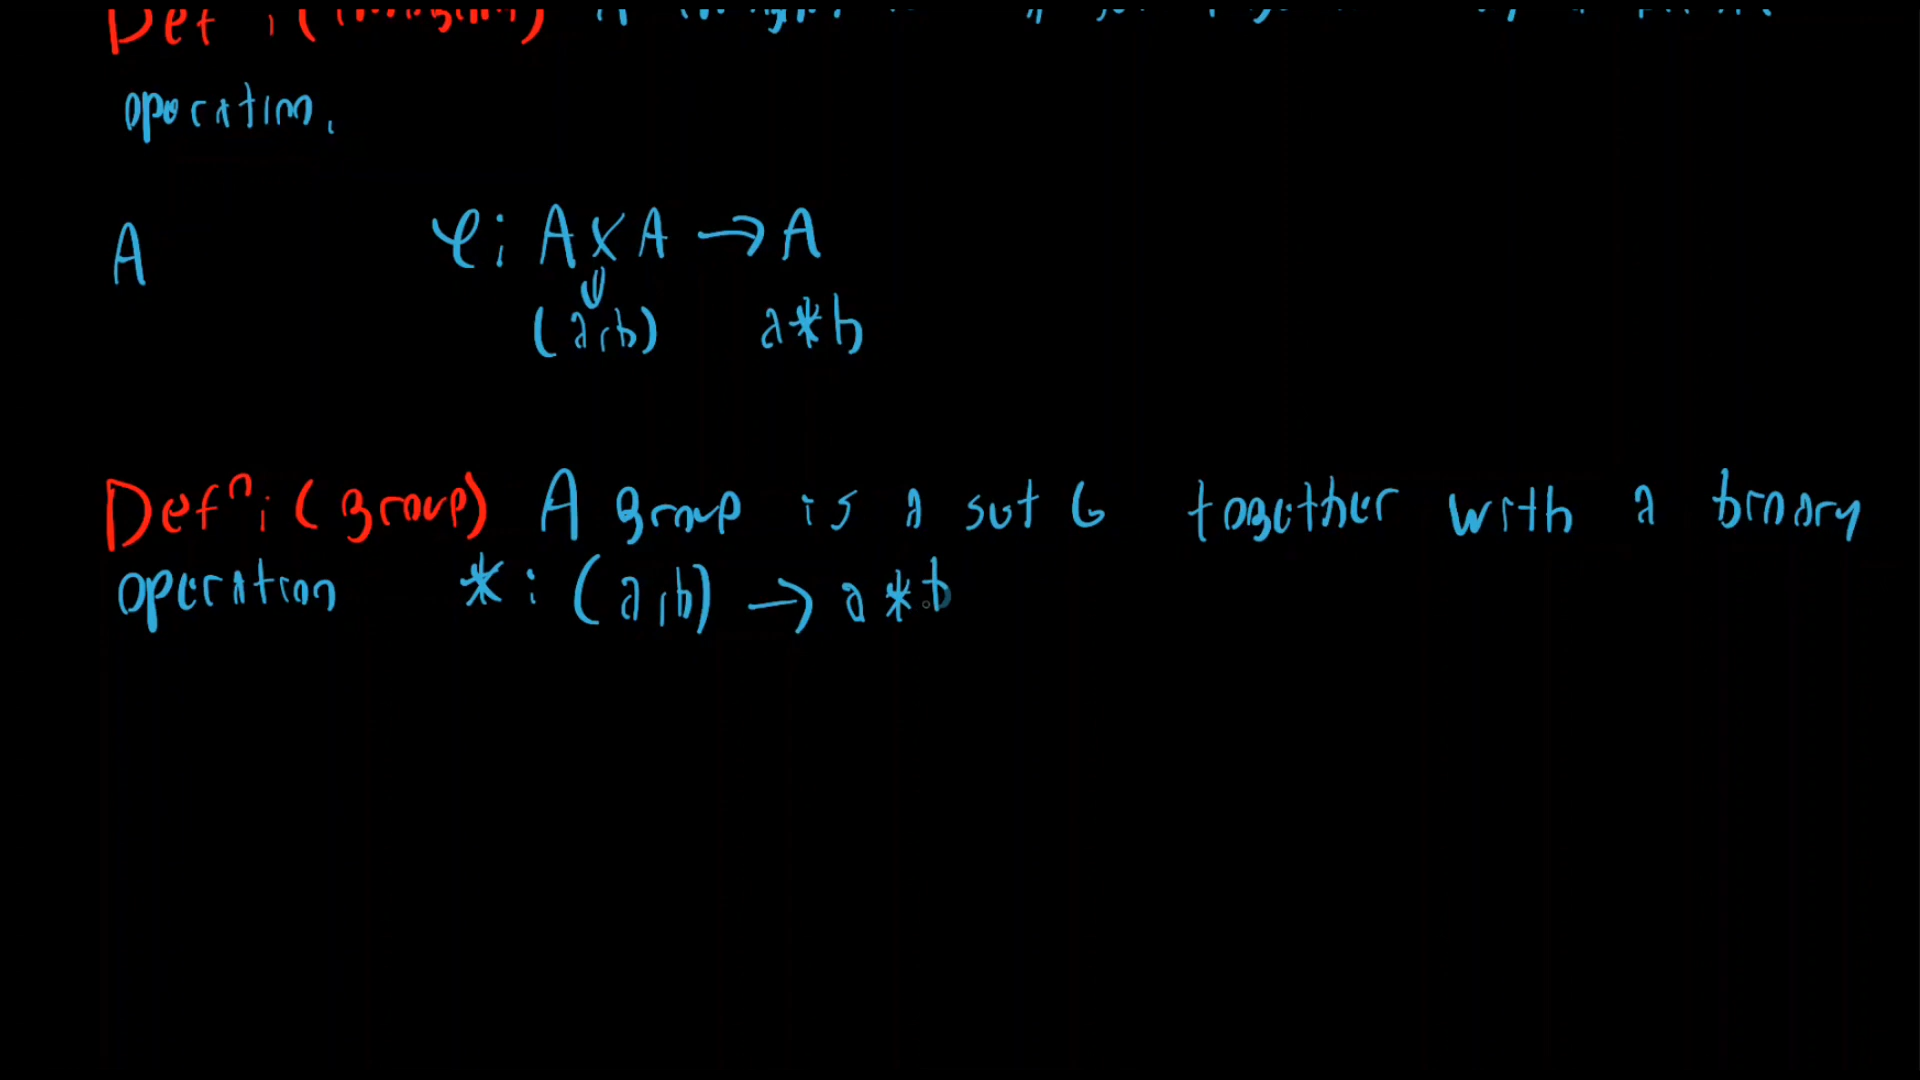 operation.
A φ: A x A → A
(a,b) a*b
Defⁿ: (group) A group is a set G together with a binary
operation *: (a,b) → a*b